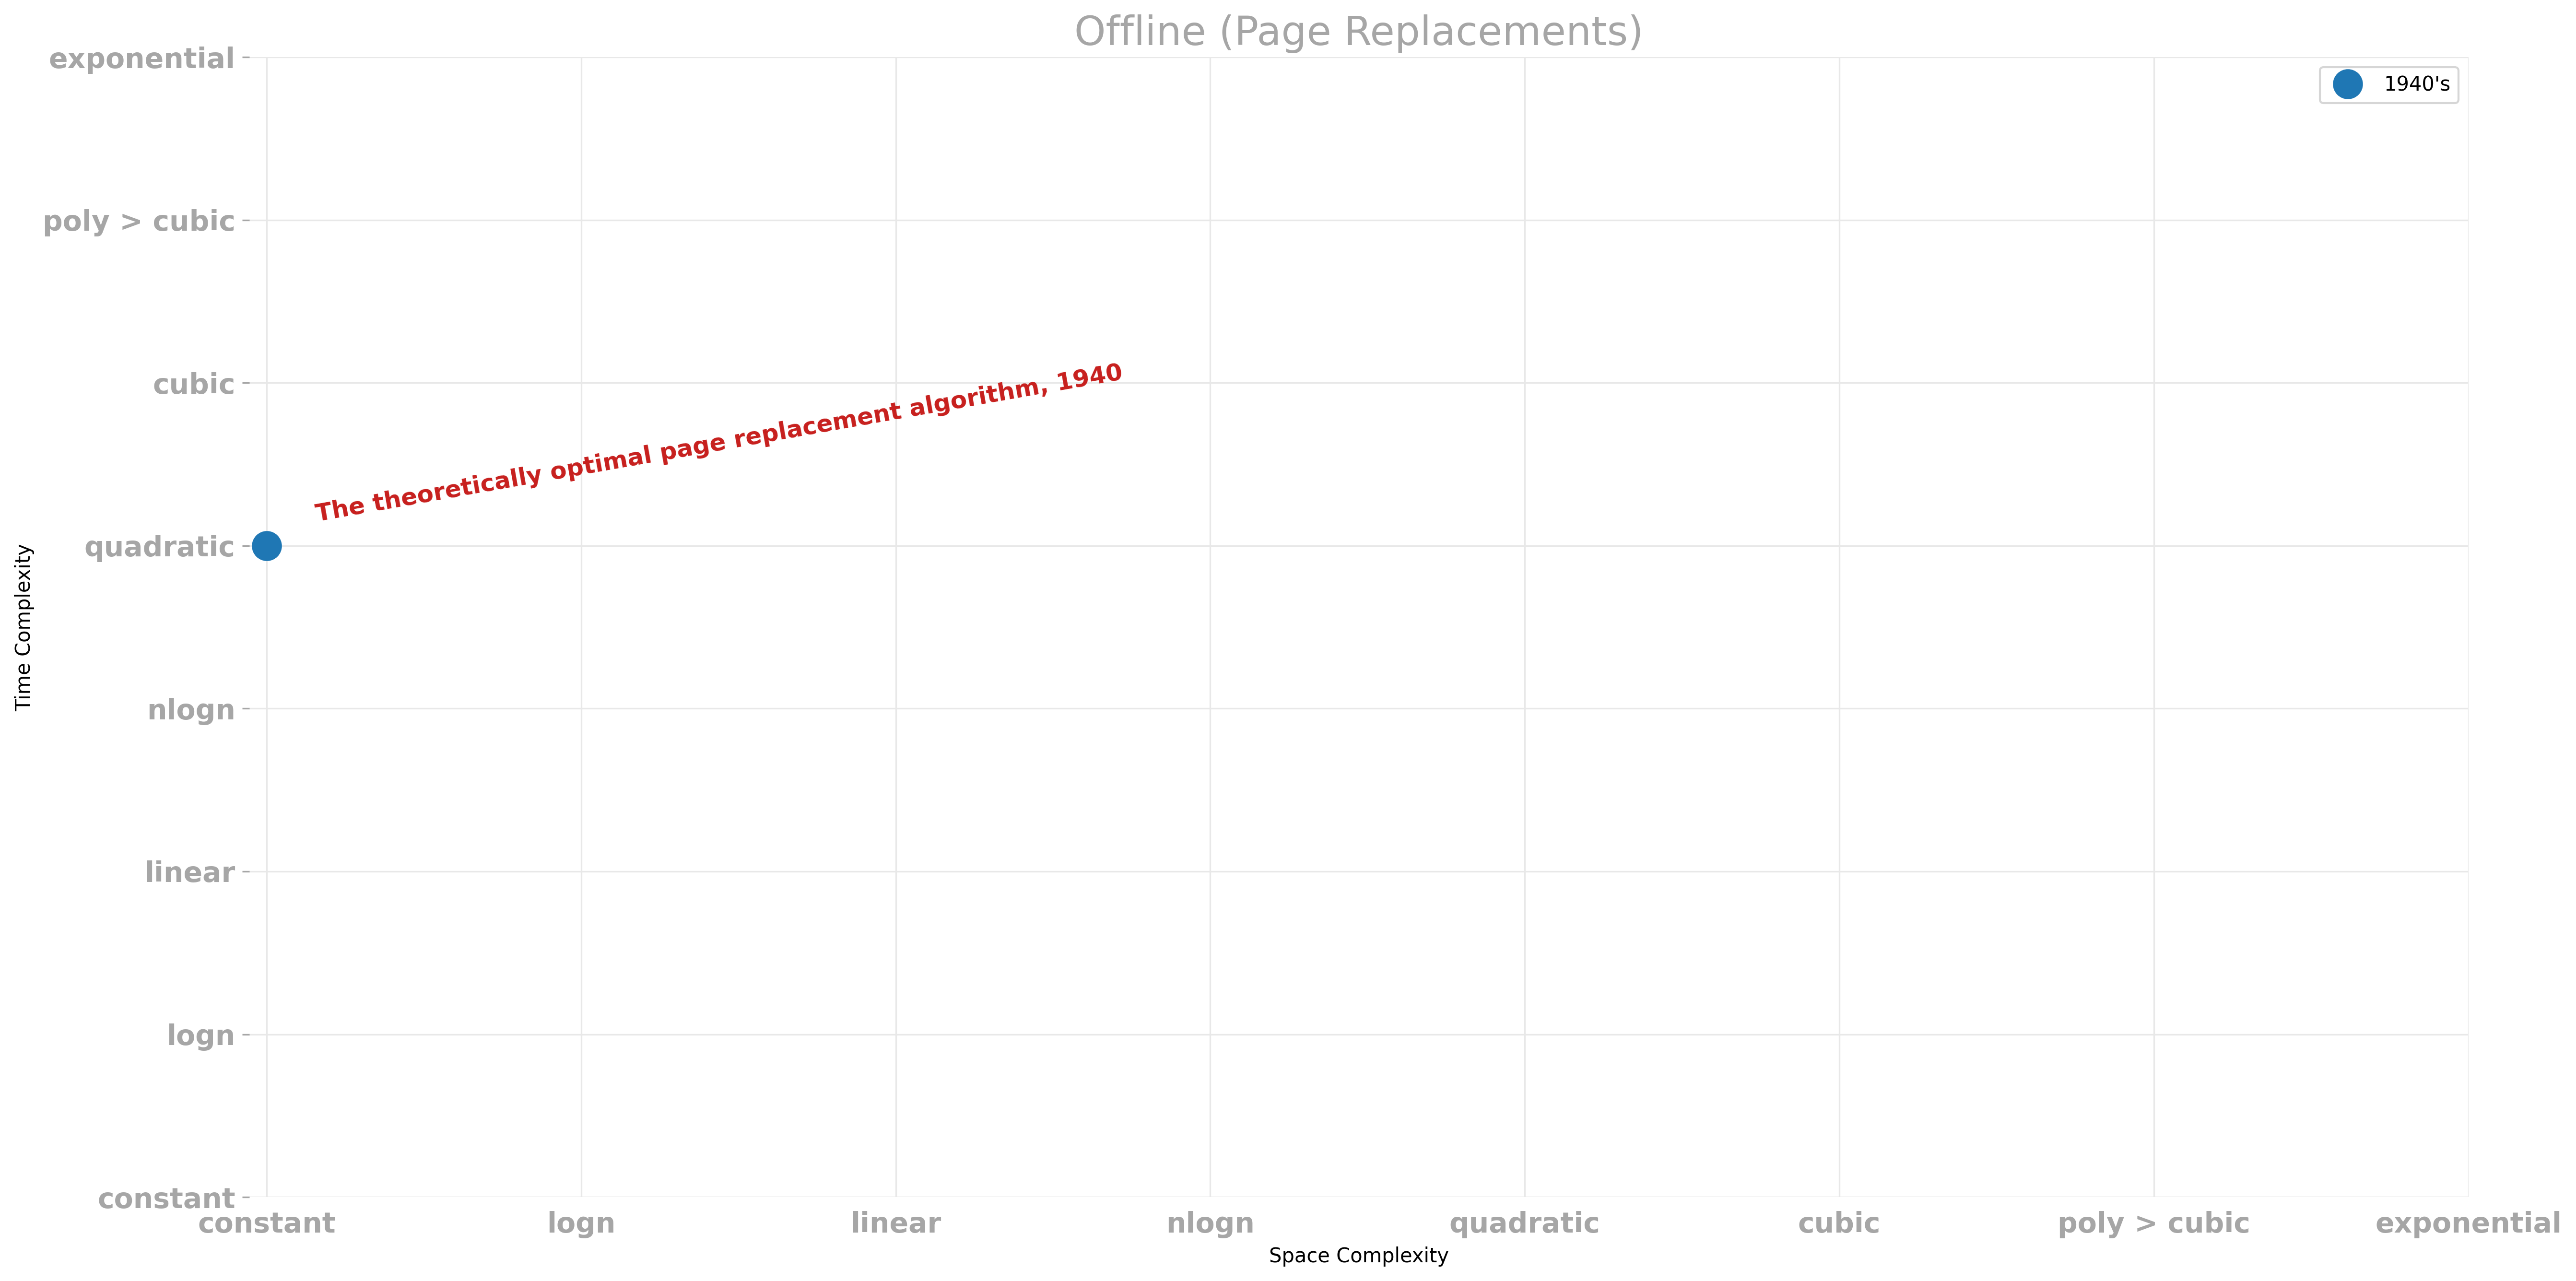 Offline (Page Replacements)
exponential
1940's
poly > cubic
cubic
The theoretically optimal page replacement algorithm, 1940
quadratic
Time Complexity
nlogn
linear
logn
constant
constant logn linear nlogn quadratic cubic poly > cubic exponential
Space Complexity